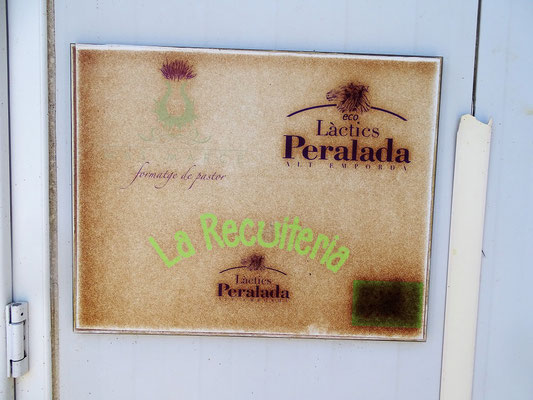 formatge de pastor
eco
Làctics
Peralada
ALT EMPORDÀ
La Recuiteria
Làctics
Peralada